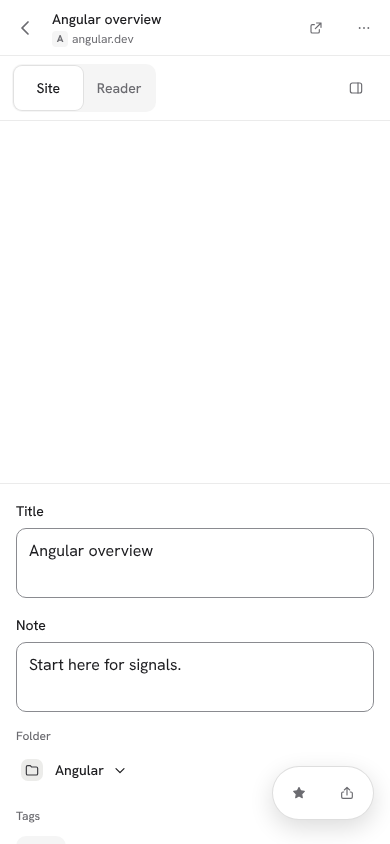 Angular overview
A angular.dev
Site Reader
Title
Angular overview
Note
Start here for signals.
Folder
Angular
Tags